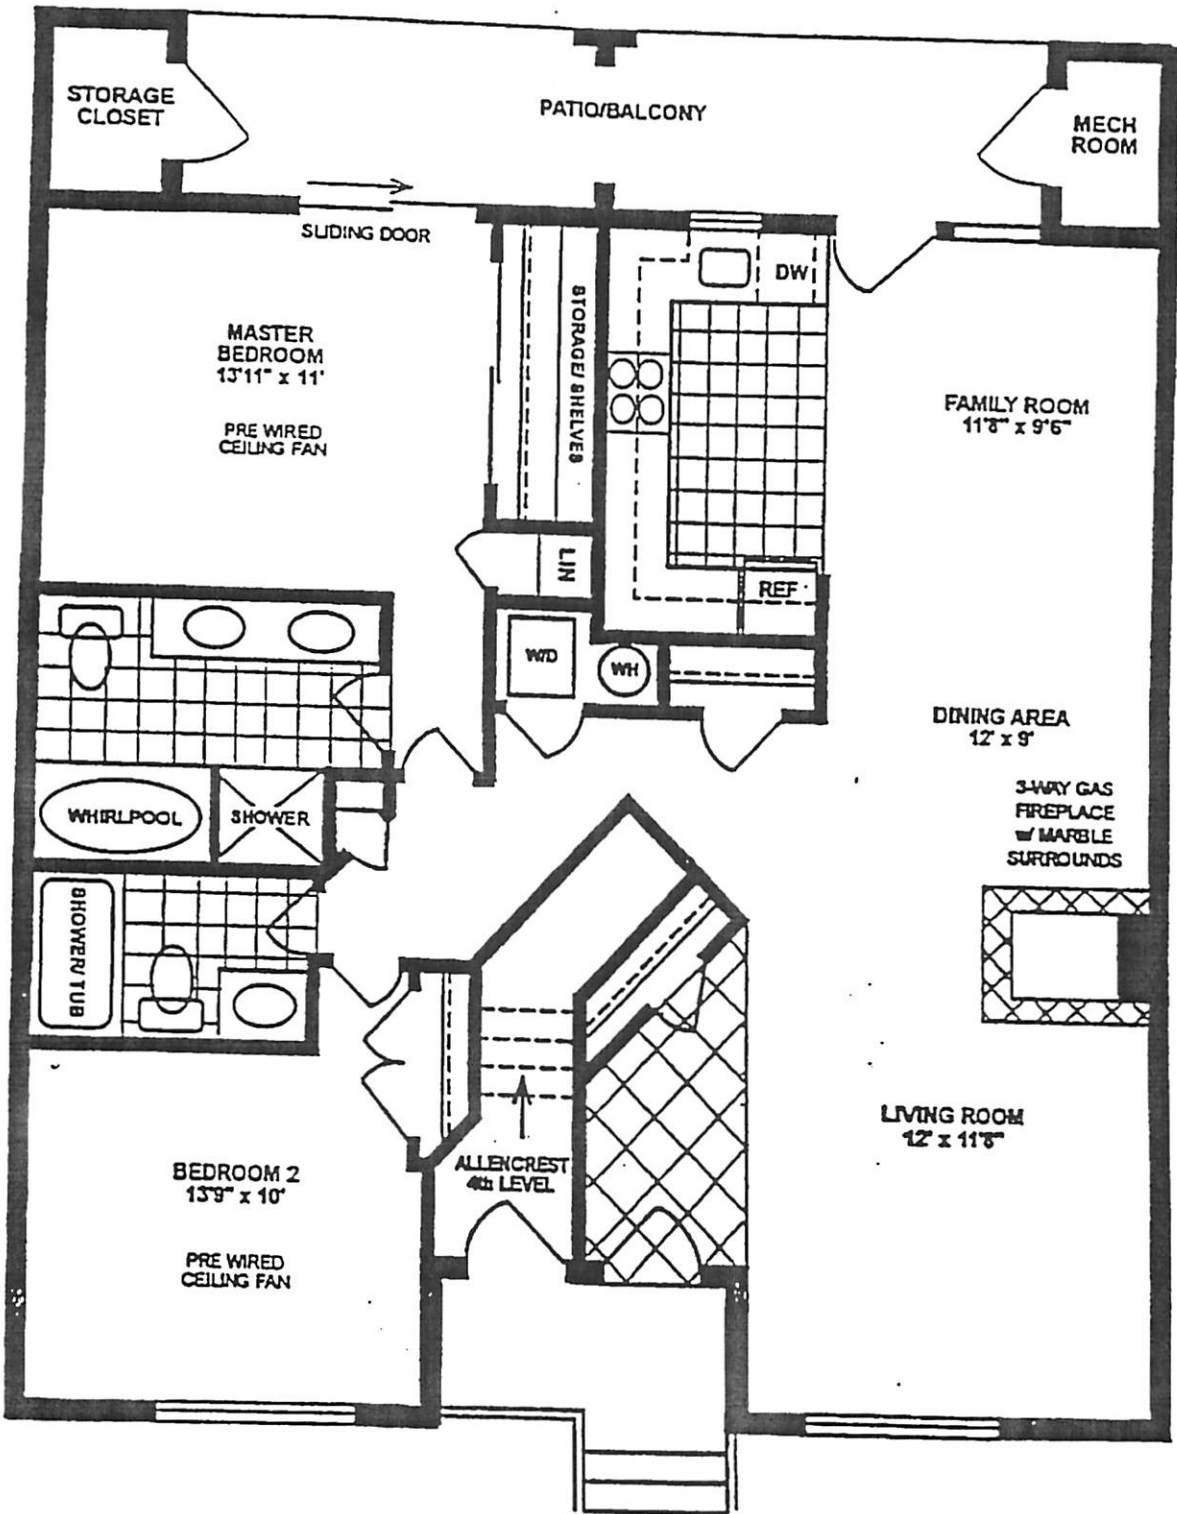 STORAGE
CLOSET
PATIO/BALCONY
MECH
ROOM
SLIDING DOOR
DW
STORAGE/ SHELVES
MASTER
BEDROOM
13'11" x 11'
PRE WIRED
CEILING FAN
FAMILY ROOM
11'8" x 9'6"
LIN
REF
W/D
WH
DINING AREA
12' x 9'
3-WAY GAS
FIREPLACE
w/ MARBLE
SURROUNDS
WHIRLPOOL
SHOWER
SHOWER/ TUB
LIVING ROOM
12' x 11'8"
ALLENCREST
4th LEVEL
BEDROOM 2
13'9" x 10'
PRE WIRED
CEILING FAN